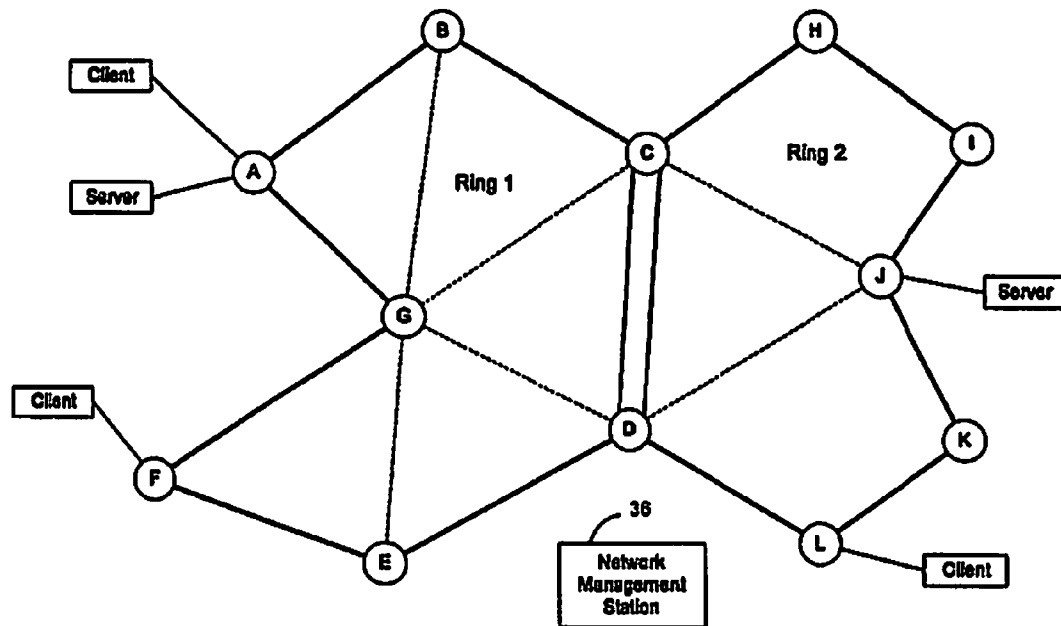 B
H
Client
C
I
A
Ring 1
Ring 2
Server
J
Server
G
Client
D
K
F
36
E
L
Network
Management
Station
Client